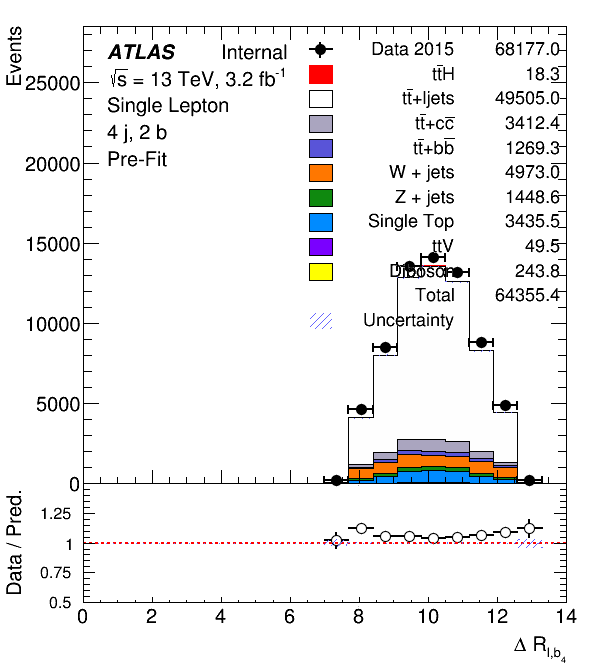 Events
ATLAS Internal
√s = 13 TeV, 3.2 fb⁻¹
Single Lepton
4 j, 2 b
Pre-Fit
Data 2015 68177.0
tt̄H 18.3
tt̄+ljets 49505.0
tt̄+cc̄ 3412.4
tt̄+bb̄ 1269.3
W + jets 4973.0
Z + jets 1448.6
Single Top 3435.5
ttV 49.5
Diboson 243.8
Total 64355.4
Uncertainty
25000
20000
15000
10000
5000
0
Data / Pred.
1.25
1
0.75
0.5
0 2 4 6 8 10 12 14
Δ R l,b4